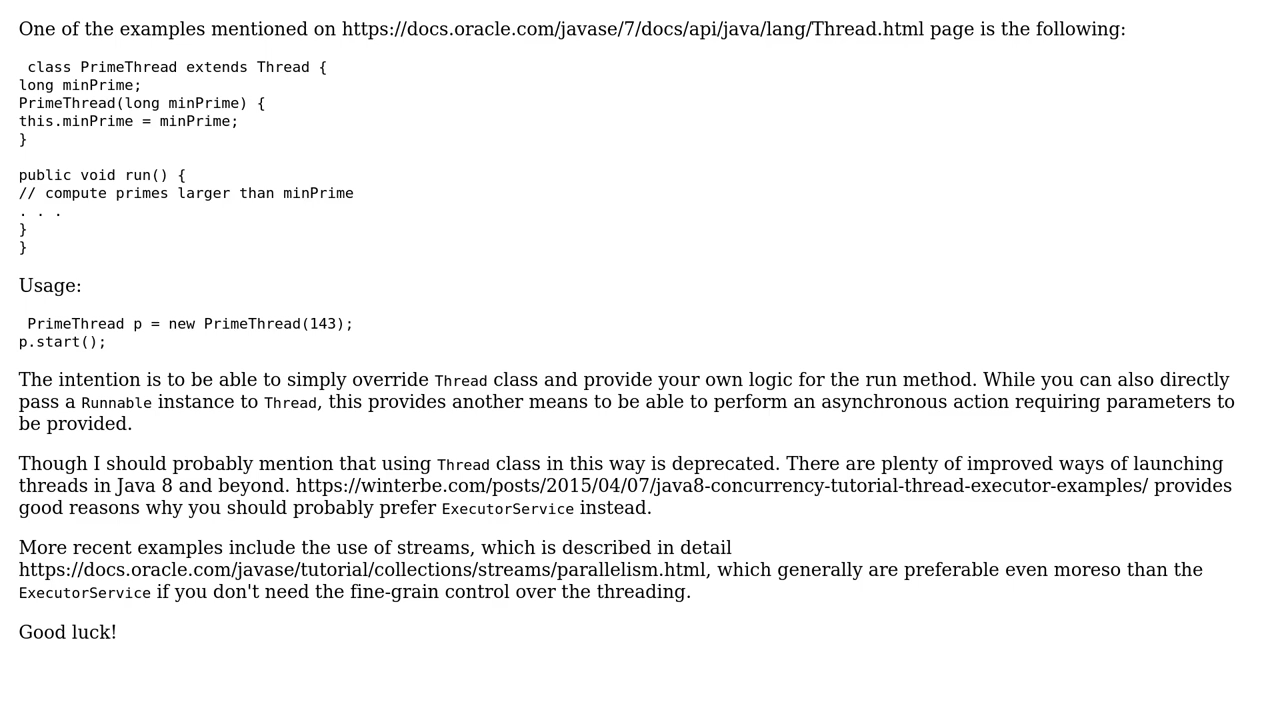 One of the examples mentioned on https://docs.oracle.com/javase/7/docs/api/java/lang/Thread.html page is the following:
class PrimeThread extends Thread {
long minPrime;
PrimeThread(long minPrime) {
this.minPrime = minPrime;
}
public void run() {
// compute primes larger than minPrime
. . .
}
}
Usage:
PrimeThread p = new PrimeThread(143);
p.start();
The intention is to be able to simply override Thread class and provide your own logic for the run method. While you can also directly
pass a Runnable instance to Thread, this provides another means to be able to perform an asynchronous action requiring parameters to
be provided.
Though I should probably mention that using Thread class in this way is deprecated. There are plenty of improved ways of launching
threads in Java 8 and beyond. https://winterbe.com/posts/2015/04/07/java8-concurrency-tutorial-thread-executor-examples/ provides
good reasons why you should probably prefer ExecutorService instead.
More recent examples include the use of streams, which is described in detail
https://docs.oracle.com/javase/tutorial/collections/streams/parallelism.html, which generally are preferable even moreso than the
ExecutorService if you don't need the fine-grain control over the threading.
Good luck!